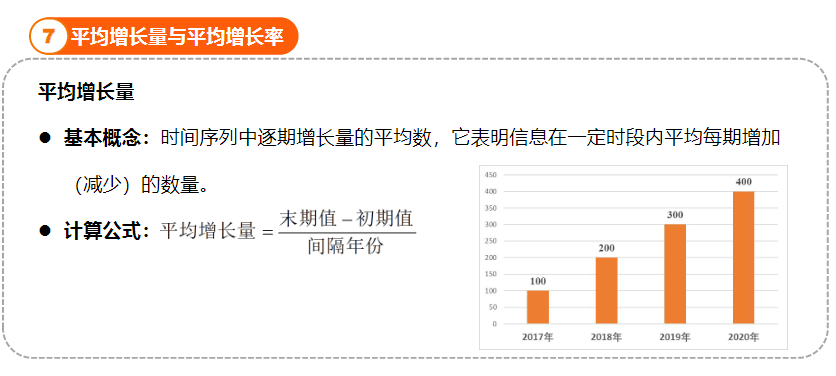 7 平均增长量与平均增长率
平均增长量
● 基本概念：时间序列中逐期增长量的平均数，它表明信息在一定时段内平均每期增加
（减少）的数量。
● 计算公式：平均增长量 = 末期值 − 初期值
间隔年份
450
400
350
300
250
200
150
100
50
0
100
200
300
400
2017年 2018年 2019年 2020年